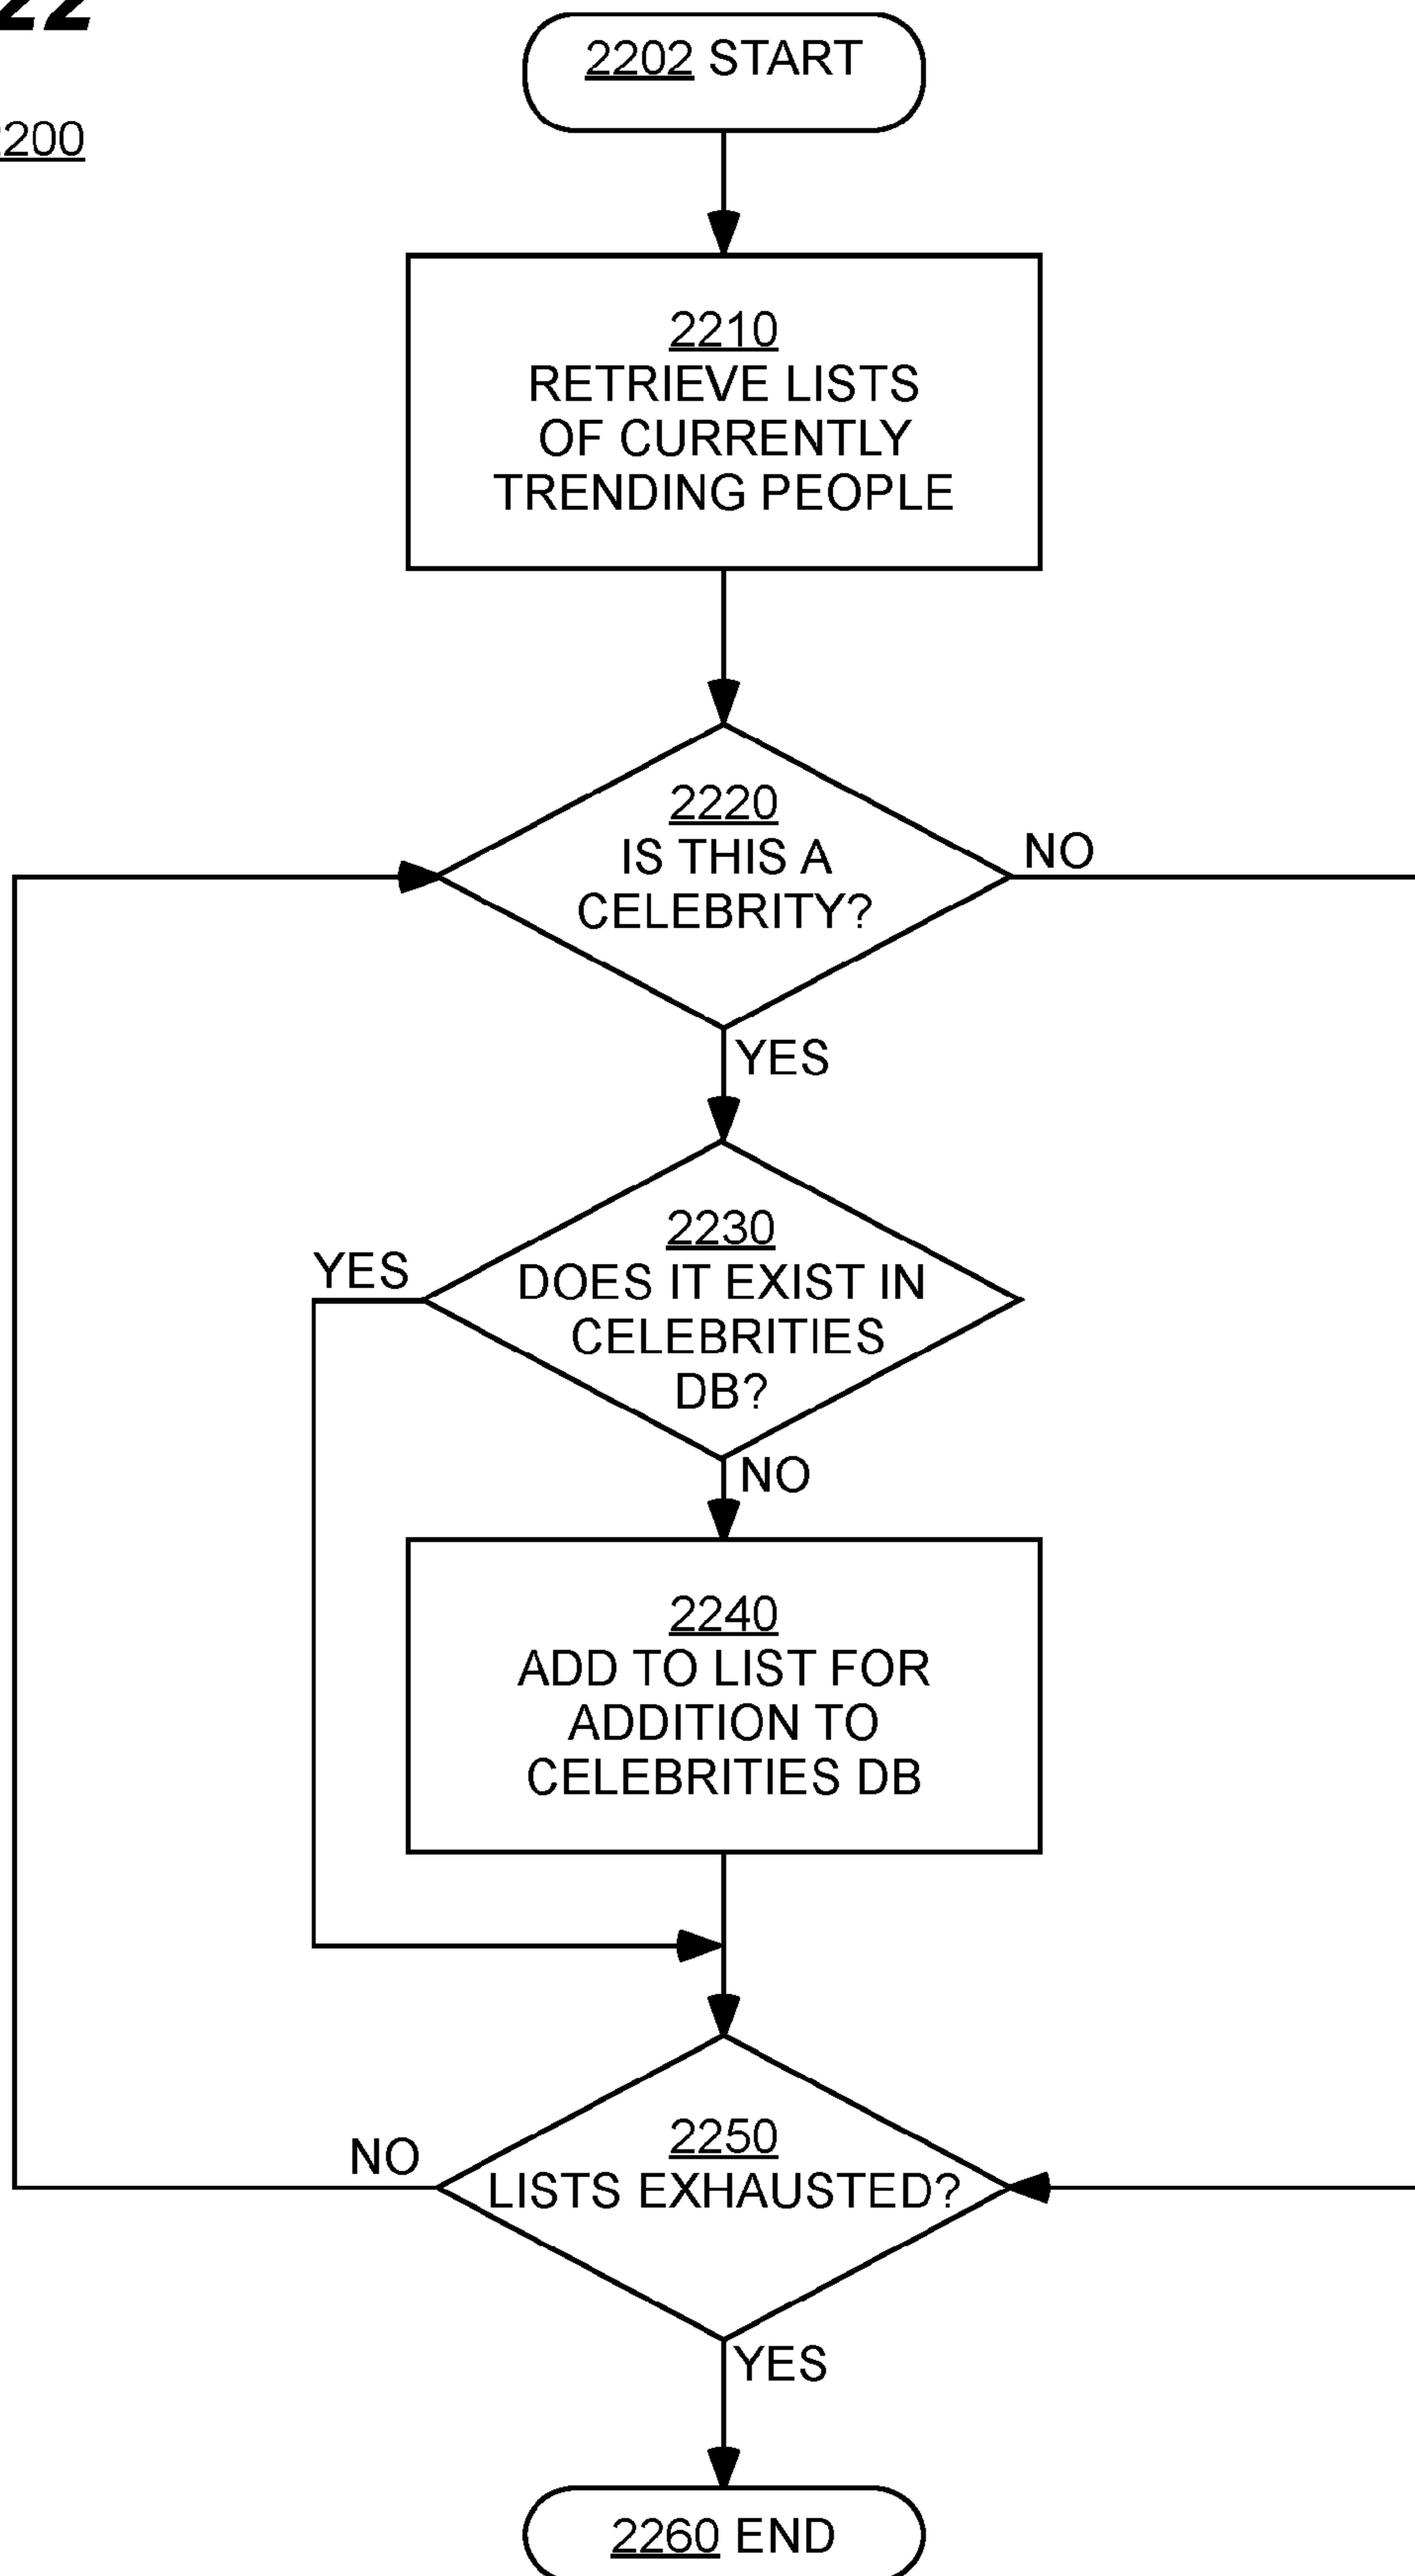 22
200
2202 START
2210
RETRIEVE LISTS
OF CURRENTLY
TRENDING PEOPLE
2220
IS THIS A
CELEBRITY?
NO
YES
2230
DOES IT EXIST IN
CELEBRITIES
DB?
YES
NO
2240
ADD TO LIST FOR
ADDITION TO
CELEBRITIES DB
2250
LISTS EXHAUSTED?
NO
YES
2260 END